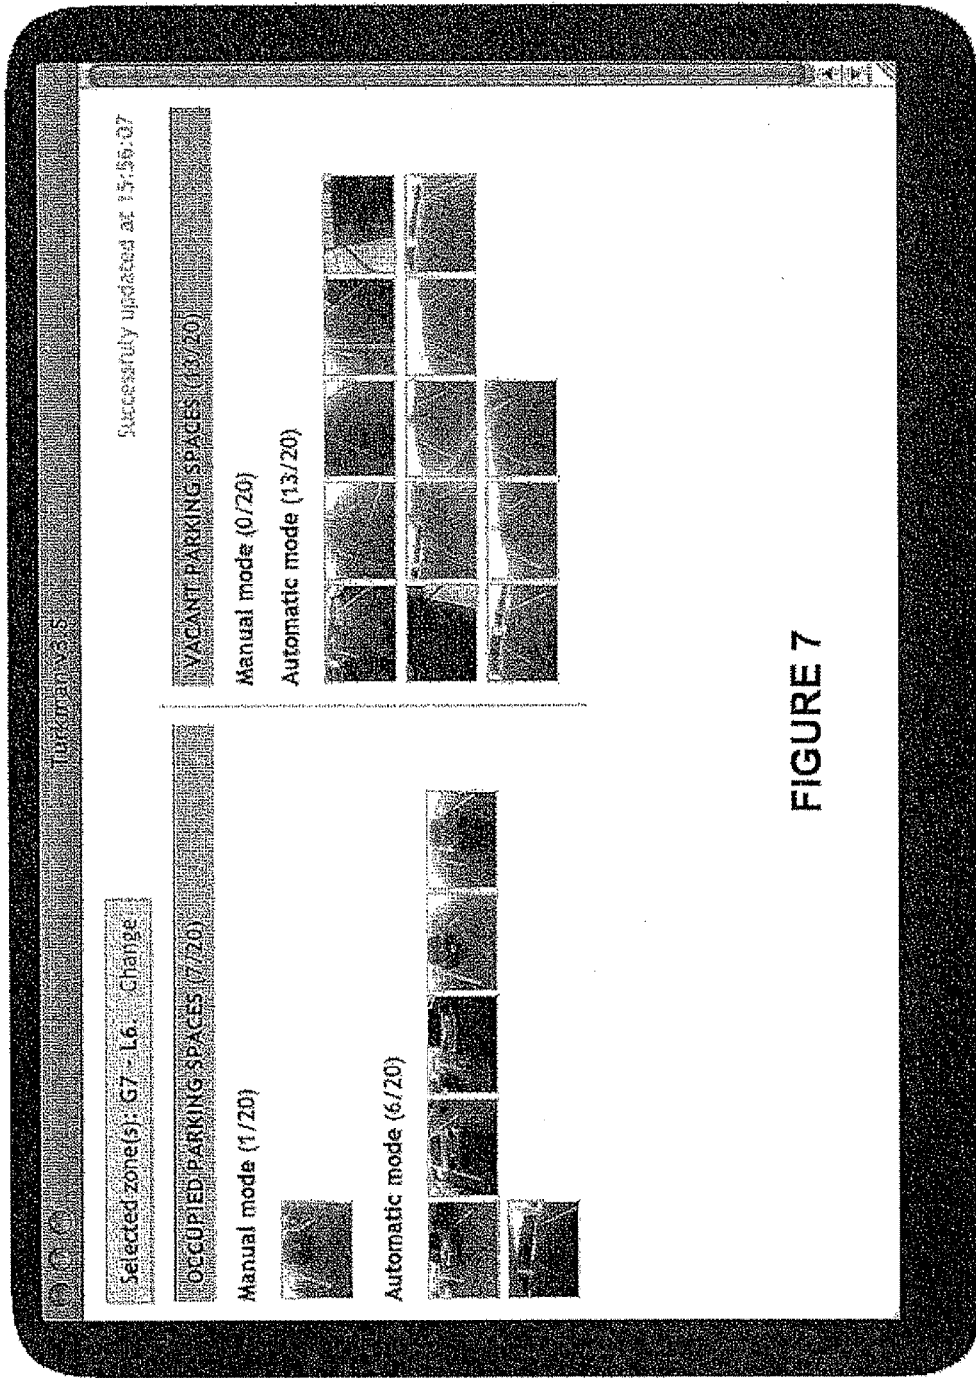 Turkman v3.5
Selected zone(s): G7 - L6. Change
Successfuly updated at 15:56:07
OCCUPIED PARKING SPACES (7/20)
Manual mode (1/20)
Automatic mode (6/20)
VACANT PARKING SPACES (13/20)
Manual mode (0/20)
Automatic mode (13/20)
FIGURE 7